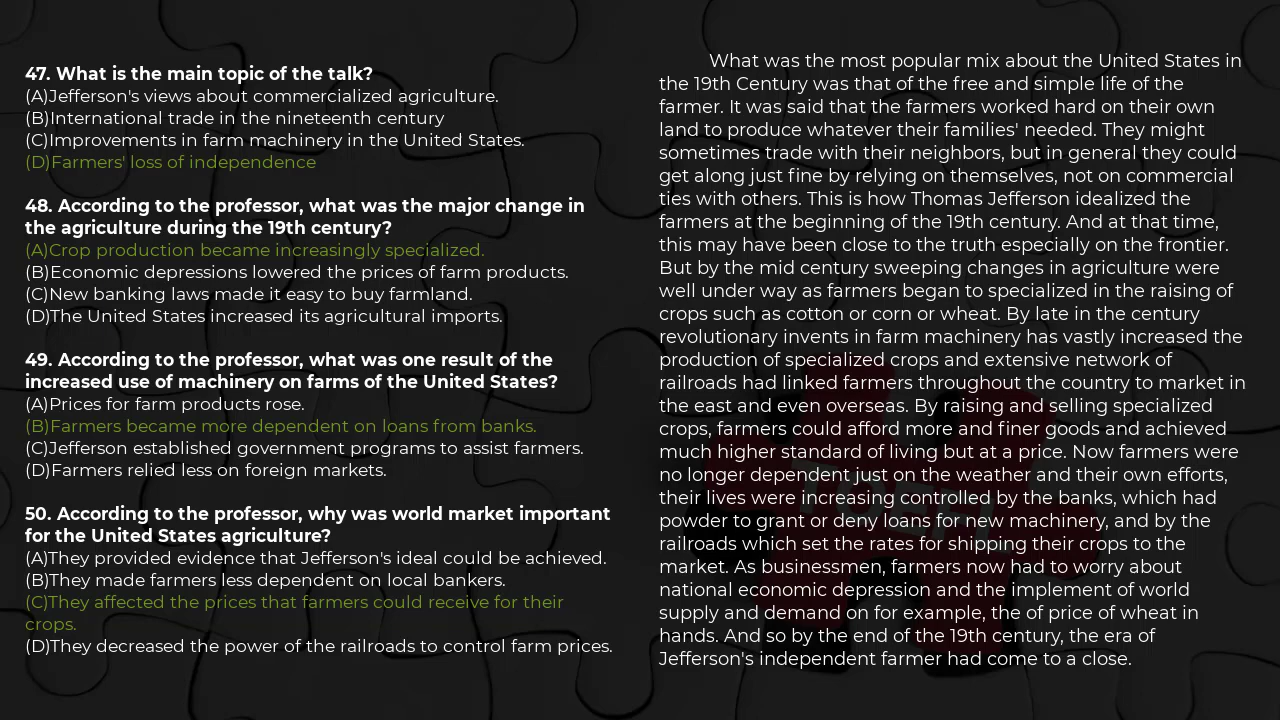 47. What is the main topic of the talk?
(A)Jefferson's views about commercialized agriculture.
(B)International trade in the nineteenth century
(C)Improvements in farm machinery in the United States.
(D)Farmers' loss of independence
48. According to the professor, what was the major change in
the agriculture during the 19th century?
(A)Crop production became increasingly specialized.
(B)Economic depressions lowered the prices of farm products.
(C)New banking laws made it easy to buy farmland.
(D)The United States increased its agricultural imports.
49. According to the professor, what was one result of the
increased use of machinery on farms of the United States?
(A)Prices for farm products rose.
(B)Farmers became more dependent on loans from banks.
(C)Jefferson established government programs to assist farmers.
(D)Farmers relied less on foreign markets.
50. According to the professor, why was world market important
for the United States agriculture?
(A)They provided evidence that Jefferson's ideal could be achieved.
(B)They made farmers less dependent on local bankers.
(C)They affected the prices that farmers could receive for their
crops.
(D)They decreased the power of the railroads to control farm prices.
What was the most popular mix about the United States in
the 19th Century was that of the free and simple life of the
farmer. It was said that the farmers worked hard on their own
land to produce whatever their families' needed. They might
sometimes trade with their neighbors, but in general they could
get along just fine by relying on themselves, not on commercial
ties with others. This is how Thomas Jefferson idealized the
farmers at the beginning of the 19th century. And at that time,
this may have been close to the truth especially on the frontier.
But by the mid century sweeping changes in agriculture were
well under way as farmers began to specialized in the raising of
crops such as cotton or corn or wheat. By late in the century
revolutionary invents in farm machinery has vastly increased the
production of specialized crops and extensive network of
railroads had linked farmers throughout the country to market in
the east and even overseas. By raising and selling specialized
crops, farmers could afford more and finer goods and achieved
much higher standard of living but at a price. Now farmers were
no longer dependent just on the weather and their own efforts,
their lives were increasing controlled by the banks, which had
powder to grant or deny loans for new machinery, and by the
railroads which set the rates for shipping their crops to the
market. As businessmen, farmers now had to worry about
national economic depression and the implement of world
supply and demand on for example, the of price of wheat in
hands. And so by the end of the 19th century, the era of
Jefferson's independent farmer had come to a close.